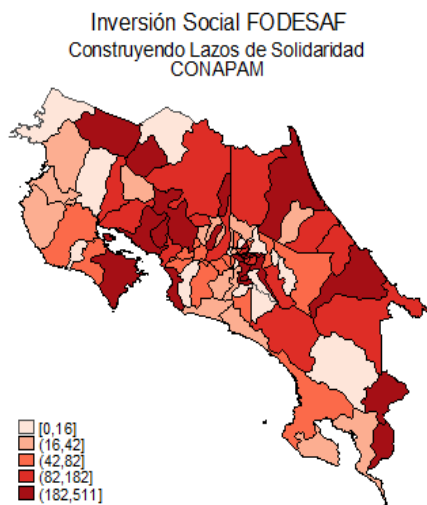 Inversión Social FODESAF
Construyendo Lazos de Solidaridad
CONAPAM
[0,16]
(16,42]
(42,82]
(82,182]
(182,511]